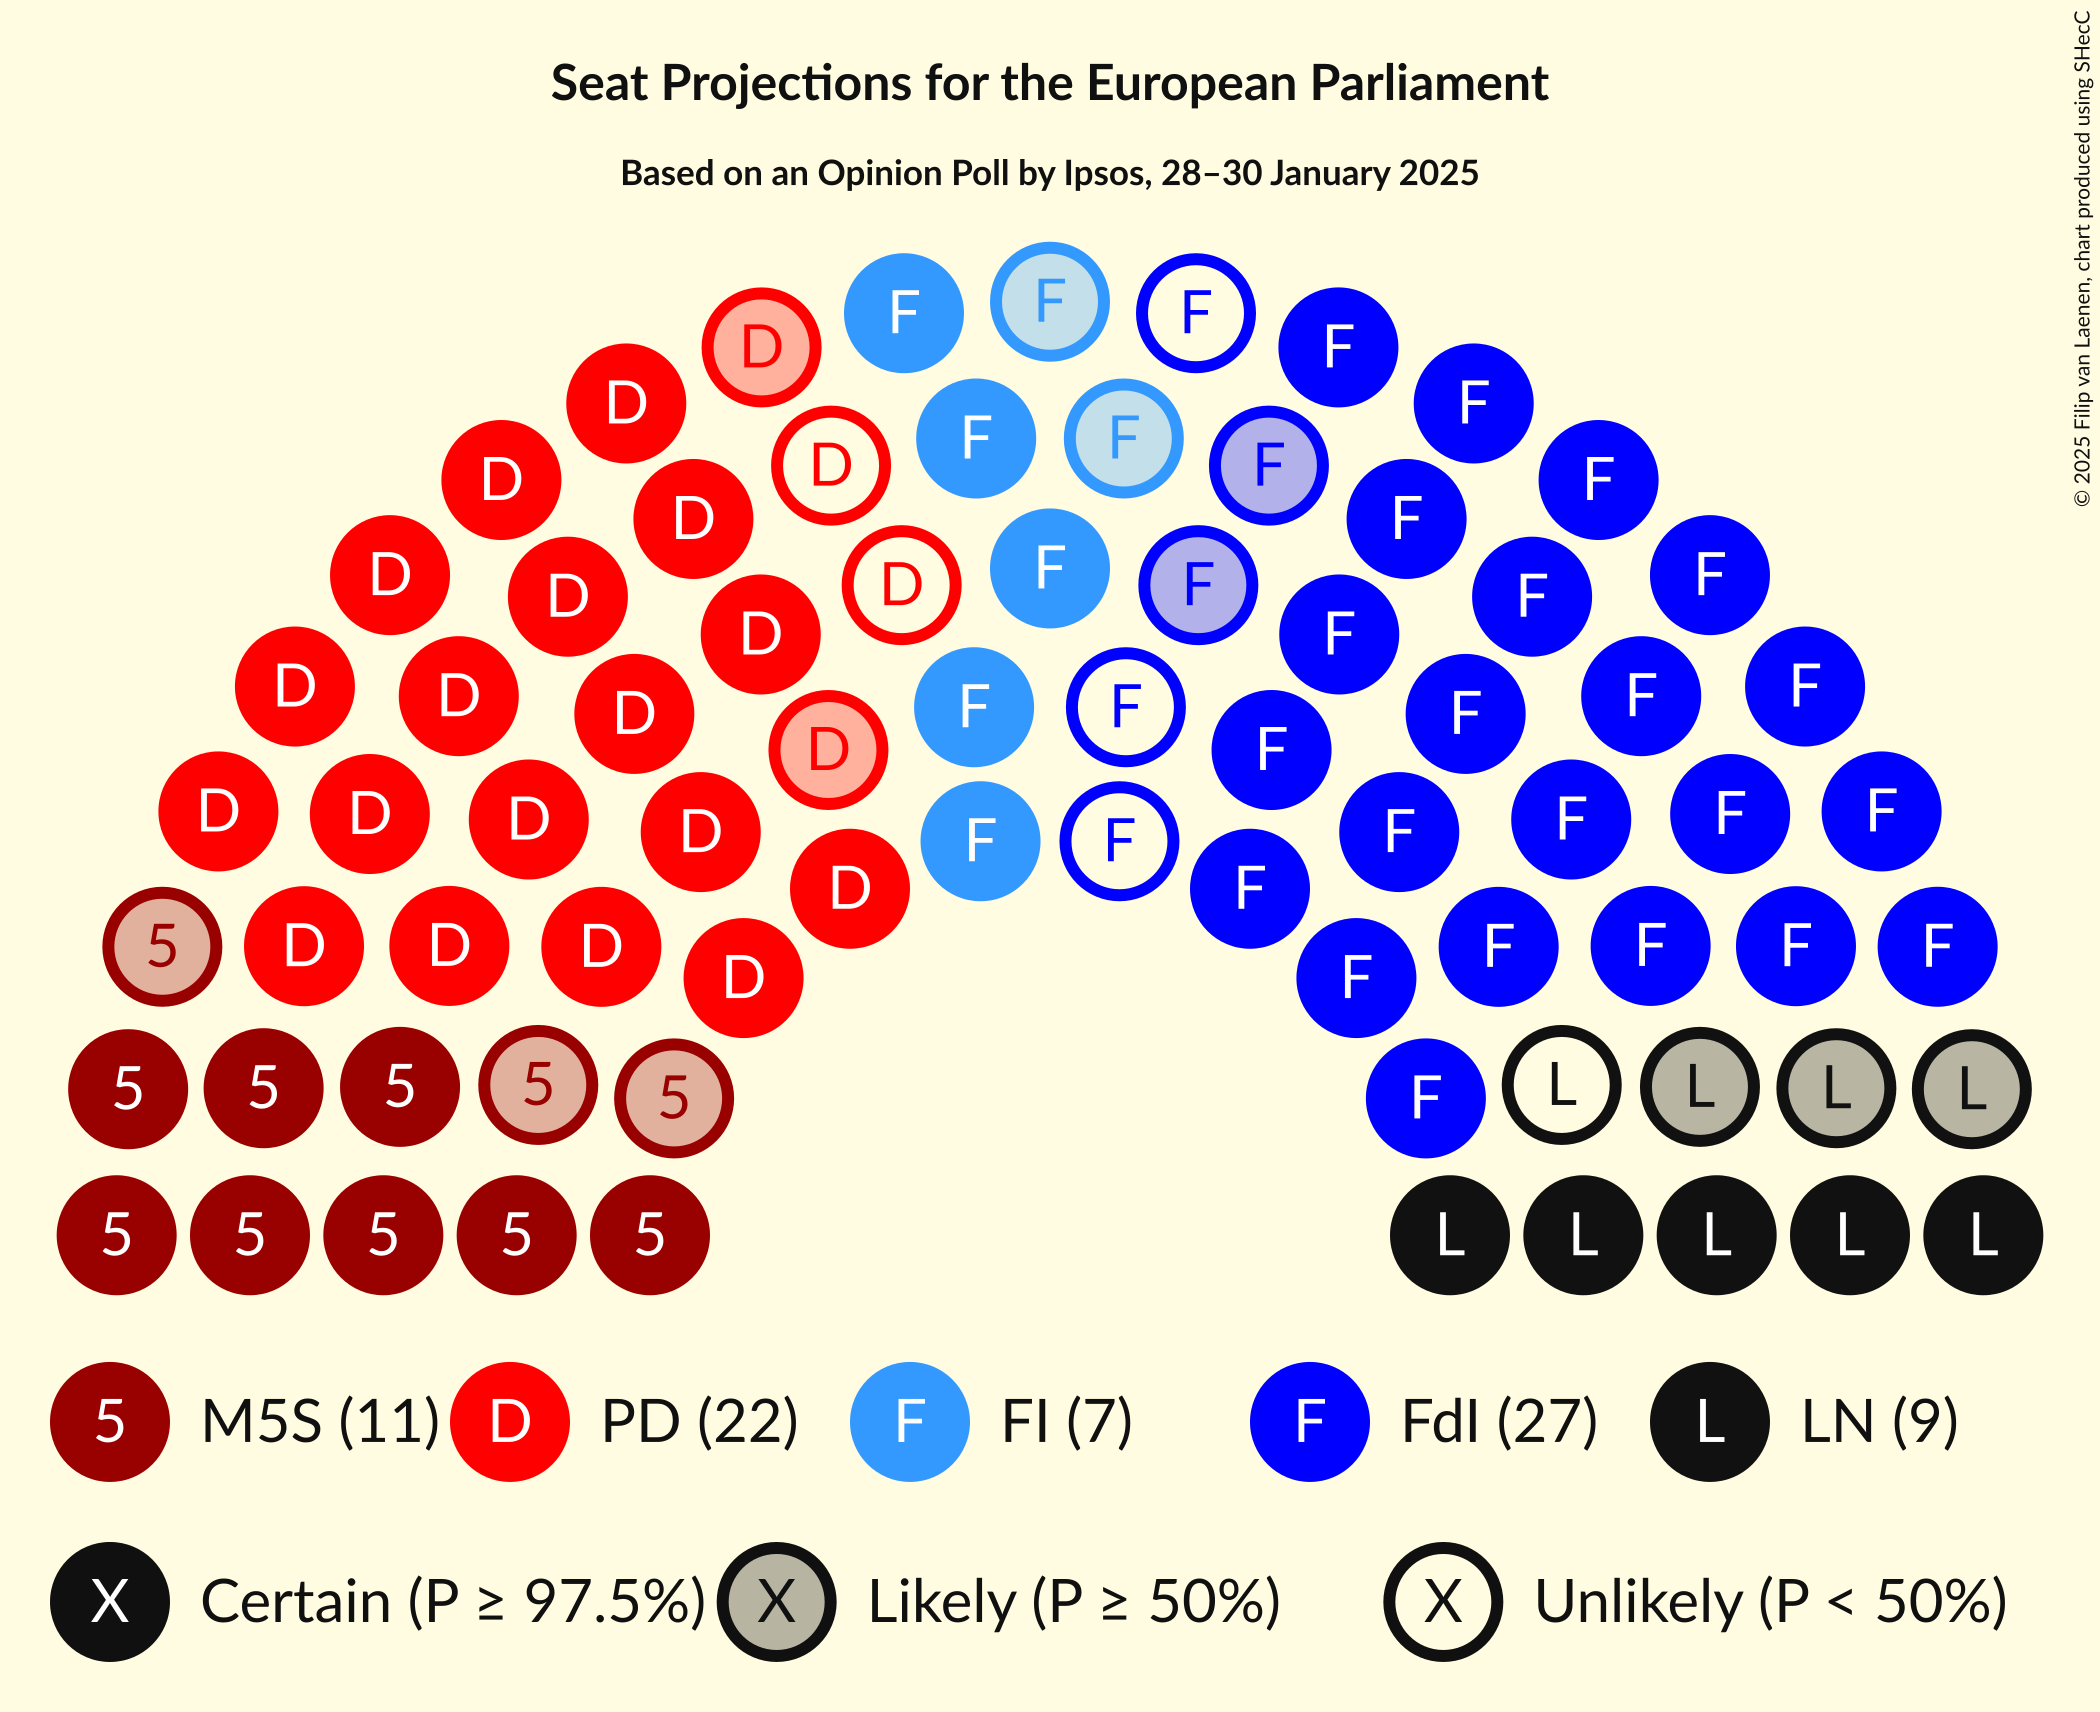 © 2025 Filip van Laenen, chart produced using SHecC
Seat Projections for the European Parliament
Based on an Opinion Poll by Ipsos, 28–30 January 2025
D F F F F
D F F F
D D F F
D F
D D D F F F F
D F
D D D F F F F F
D F
D D D D F F F F F F
D F
5 D D D F F F F
D F
5 5 5 5 5 F L L L L
5 5 5 5 5 L L L L L
5 M5S (11) D PD (22) F FI (7) F FdI (27) L LN (9)
X Certain (P ≥ 97.5%) X Likely (P ≥ 50%) X Unlikely (P < 50%)